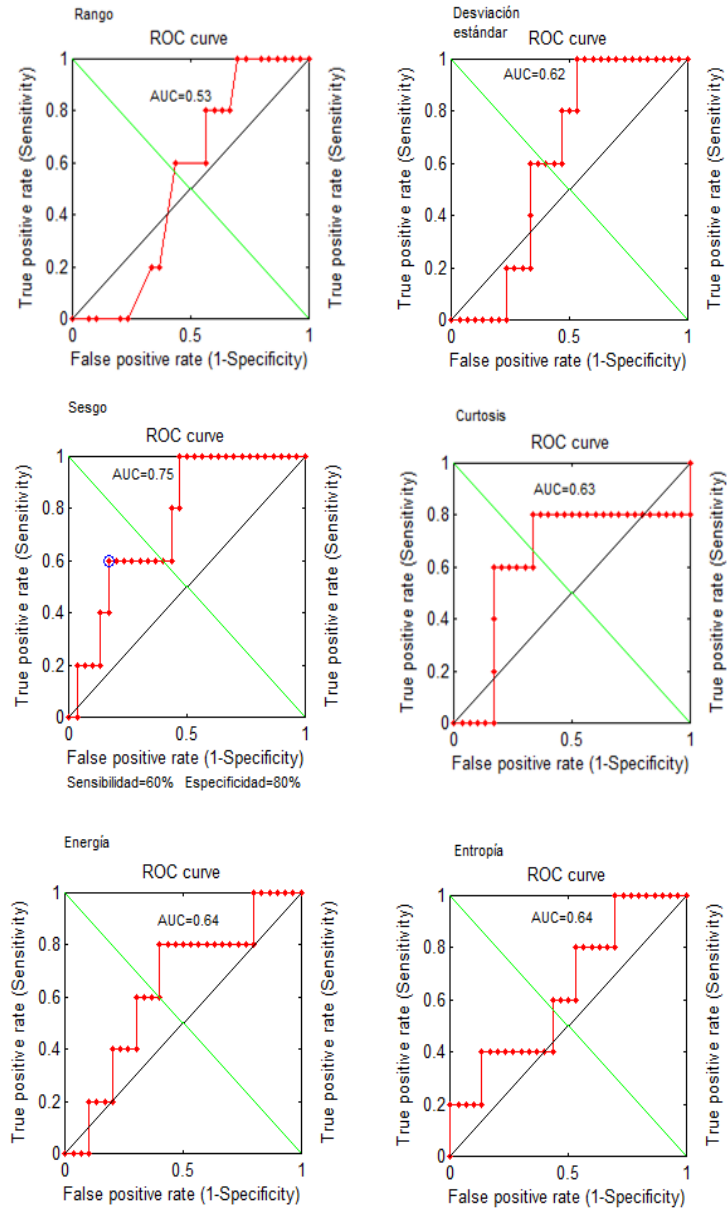 Rango
ROC curve
AUC=0.53
True positive rate (Sensitivity)
True positive rate (Sensitivity)
1
0.8
0.6
0.4
0.2
0
0 0.5 1
False positive rate (1-Specificity)
Desviación
estándar
ROC curve
AUC=0.62
True positive rate (Sensitivity)
True positive rate (Sensitivity)
1
0.8
0.6
0.4
0.2
0
0 0.5 1
False positive rate (1-Specificity)
Sesgo
ROC curve
AUC=0.75
True positive rate (Sensitivity)
True positive rate (Sensitivity)
1
0.8
0.6
0.4
0.2
0
0 0.5 1
False positive rate (1-Specificity)
Sensibilidad=60% Especificidad=80%
Curtosis
ROC curve
AUC=0.63
True positive rate (Sensitivity)
True positive rate (Sensitivity)
1
0.8
0.6
0.4
0.2
0
0 0.5 1
False positive rate (1-Specificity)
Energía
ROC curve
AUC=0.64
True positive rate (Sensitivity)
True positive rate (Sensitivity)
1
0.8
0.6
0.4
0.2
0
0 0.5 1
False positive rate (1-Specificity)
Entropía
ROC curve
AUC=0.64
True positive rate (Sensitivity)
True positive rate (Sensitivity)
1
0.8
0.6
0.4
0.2
0
0 0.5 1
False positive rate (1-Specificity)